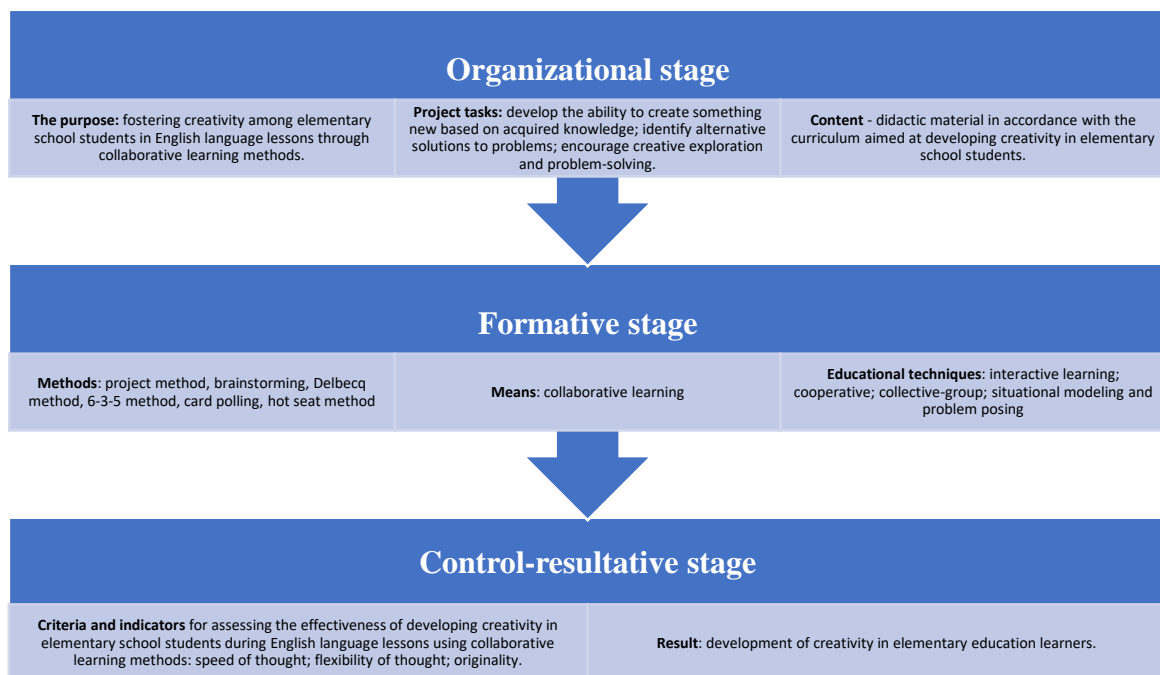 Organizational stage
The purpose: fostering creativity among elementary
school students in English language lessons through
collaborative learning methods.
Project tasks: develop the ability to create something
new based on acquired knowledge; identify alternative
solutions to problems; encourage creative exploration
and problem-solving.
Content - didactic material in accordance with the
curriculum aimed at developing creativity in elementary
school students.
Formative stage
Methods: project method, brainstorming, Delbecq
method, 6-3-5 method, card polling, hot seat method
Means: collaborative learning
Educational techniques: interactive learning;
cooperative; collective-group; situational modeling and
problem posing
Control-resultative stage
Criteria and indicators for assessing the effectiveness of developing creativity in
elementary school students during English language lessons using collaborative
learning methods: speed of thought; flexibility of thought; originality.
Result: development of creativity in elementary education learners.